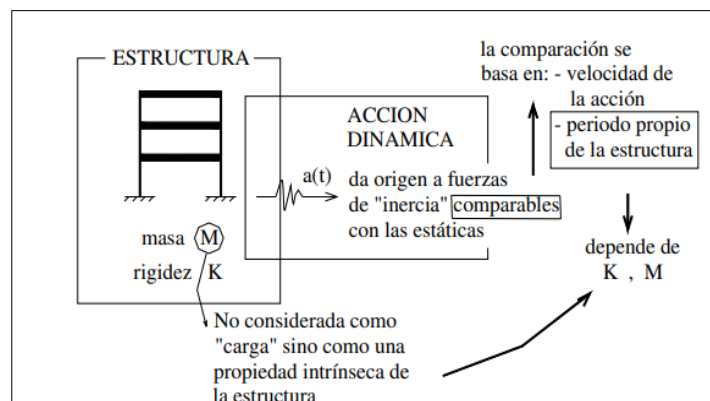 ESTRUCTURA
masa M
rigidez K
ACCION
DINAMICA
a(t)
da origen a fuerzas
de "inercia" comparables
con las estáticas
la comparación se
basa en: - velocidad de
la acción
- periodo propio
de la estructura
depende de
K , M
No considerada como
"carga" sino como una
propiedad intrínseca de
la estructura